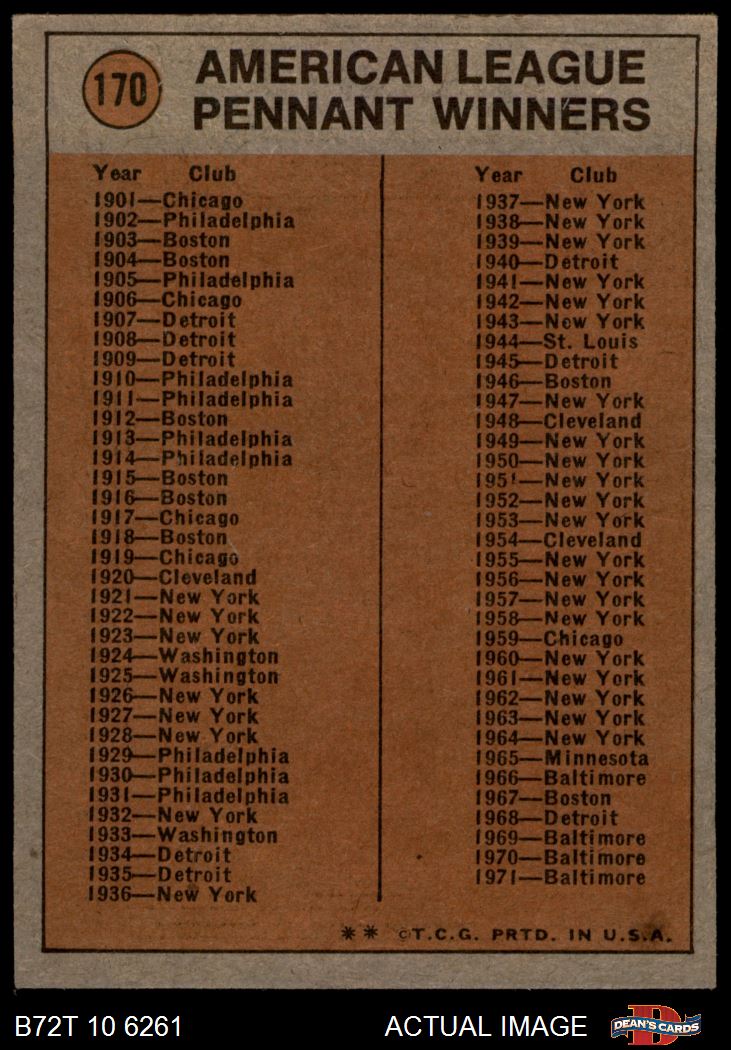 170
AMERICAN LEAGUE
PENNANT WINNERS
Year Club
1901—Chicago
1902—Philadelphia
1903—Boston
1904—Boston
1905—Philadelphia
1906—Chicago
1907—Detroit
1908—Detroit
1909—Detroit
1910—Philadelphia
1911—Philadelphia
1912—Boston
1913—Philadelphia
1914—Philadelphia
1915—Boston
1916—Boston
1917—Chicago
1918—Boston
1919—Chicago
1920—Cleveland
1921—New York
1922—New York
1923—New York
1924—Washington
1925—Washington
1926—New York
1927—New York
1928—New York
1929—Philadelphia
1930—Philadelphia
1931—Philadelphia
1932—New York
1933—Washington
1934—Detroit
1935—Detroit
1936—New York
Year Club
1937—New York
1938—New York
1939—New York
1940—Detroit
1941—New York
1942—New York
1943—New York
1944—St. Louis
1945—Detroit
1946—Boston
1947—New York
1948—Cleveland
1949—New York
1950—New York
1951—New York
1952—New York
1953—New York
1954—Cleveland
1955—New York
1956—New York
1957—New York
1958—New York
1959—Chicago
1960—New York
1961—New York
1962—New York
1963—New York
1964—New York
1965—Minnesota
1966—Baltimore
1967—Boston
1968—Detroit
1969—Baltimore
1970—Baltimore
1971—Baltimore
** ©T.C.G. PRTD. IN U.S.A.
B72T 10 6261
ACTUAL IMAGE
D
DEAN'S CARDS